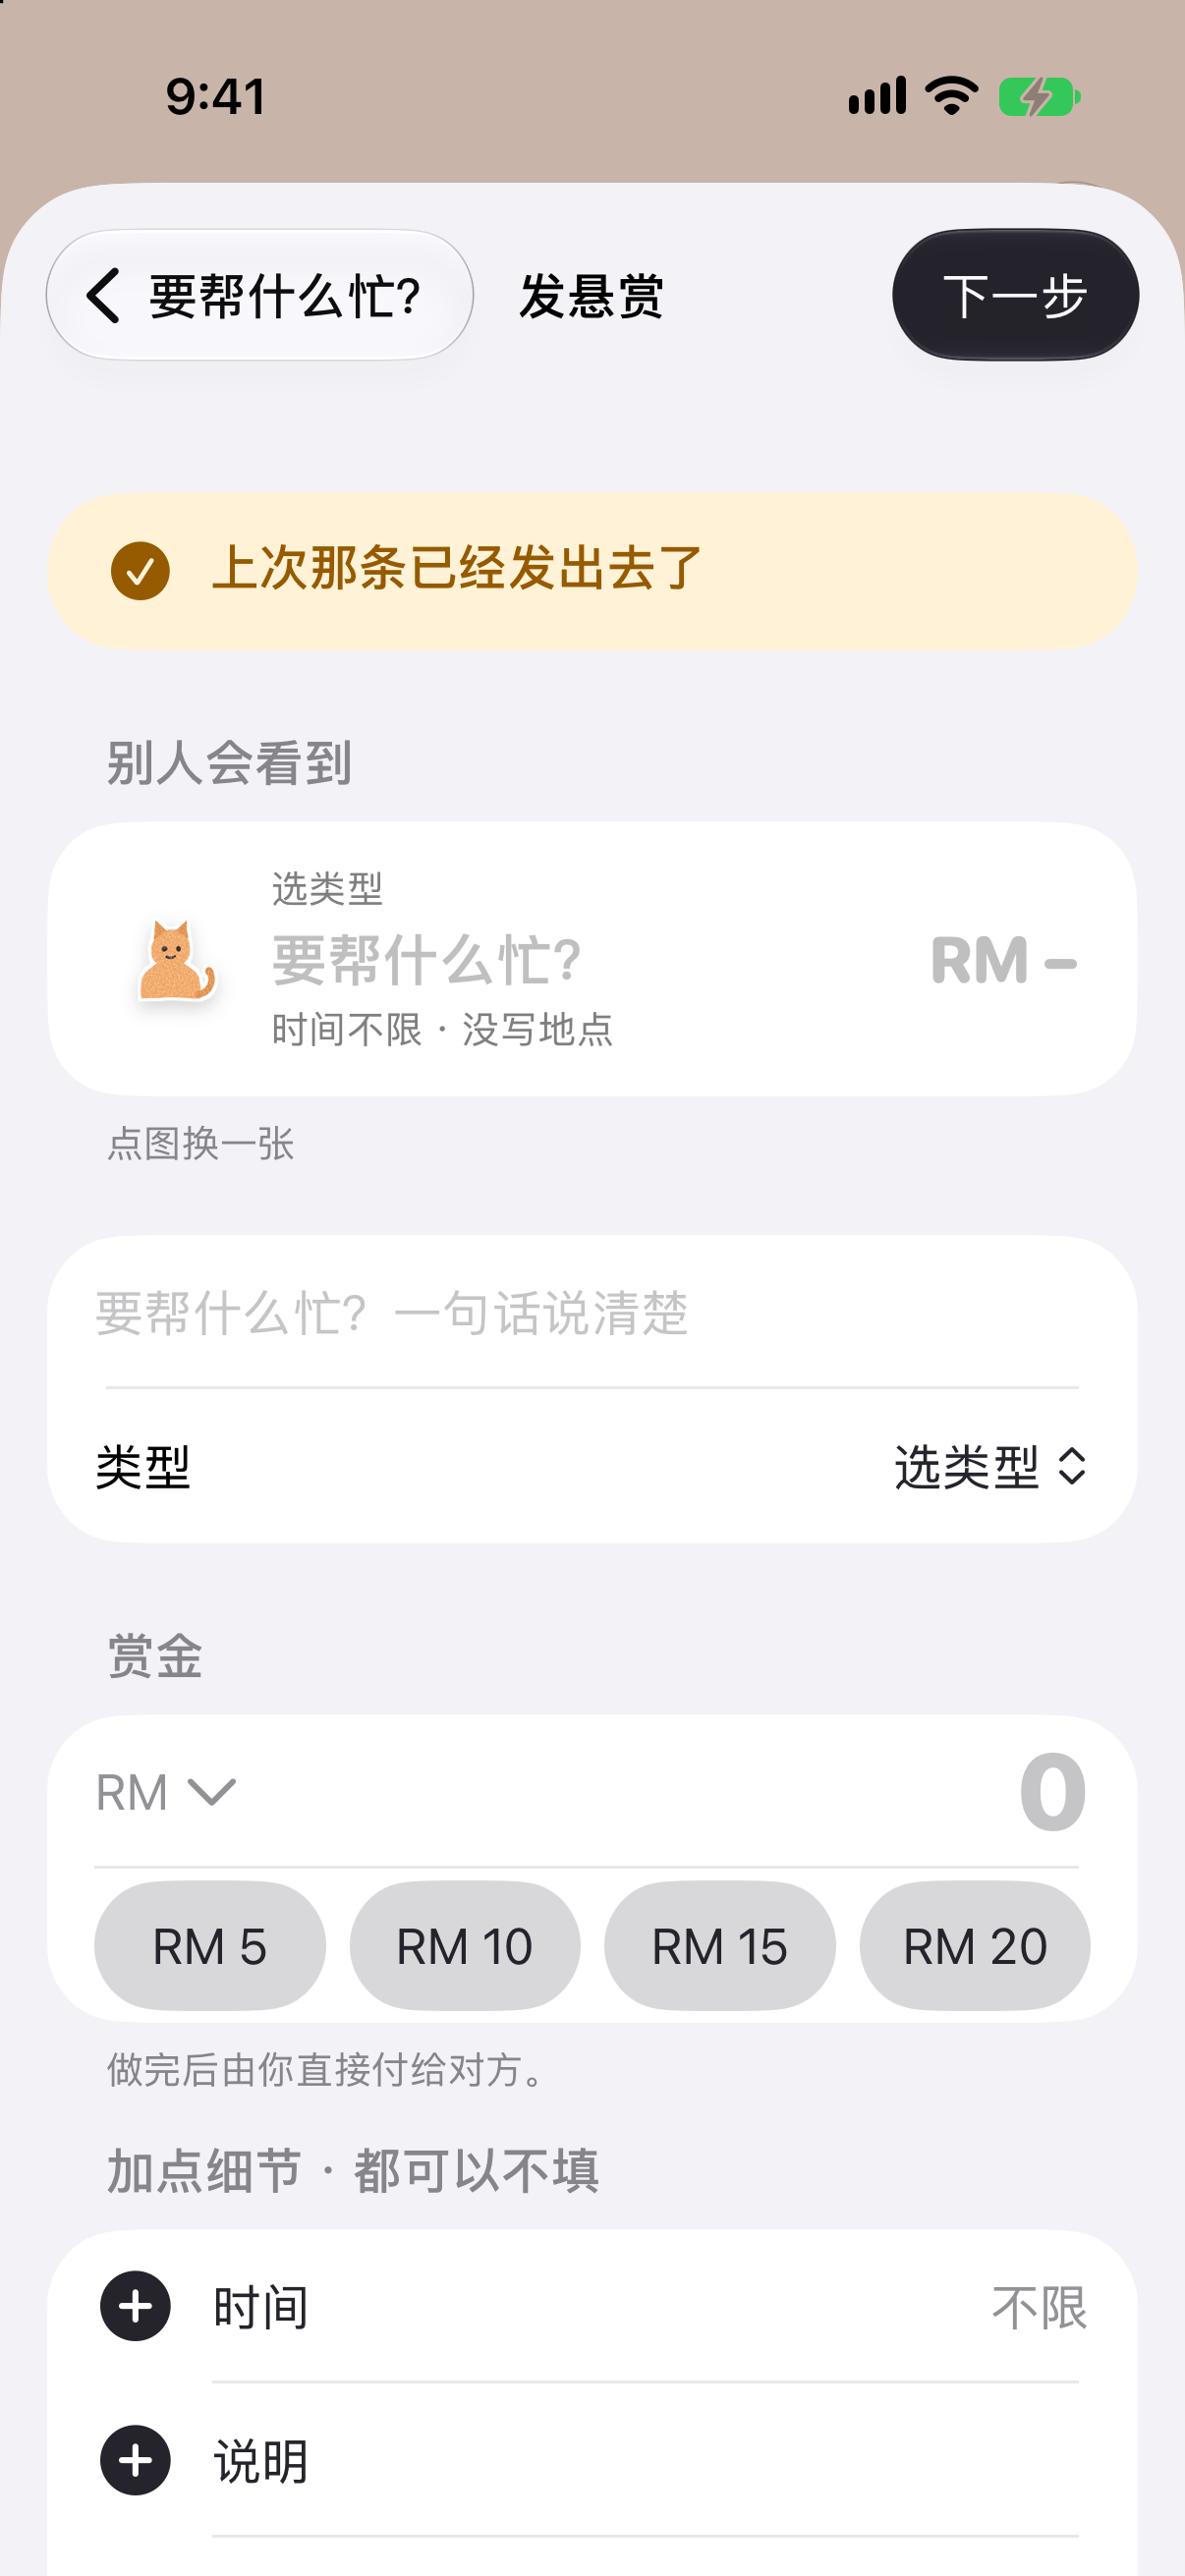 9:41
要帮什么忙?
发悬赏
下一步
上次那条已经发出去了
别人会看到
选类型
要帮什么忙?
RM –
时间不限 · 没写地点
点图换一张
要帮什么忙? 一句话说清楚
类型
选类型
赏金
RM
0
RM 5
RM 10
RM 15
RM 20
做完后由你直接付给对方。
加点细节 · 都可以不填
时间
不限
说明